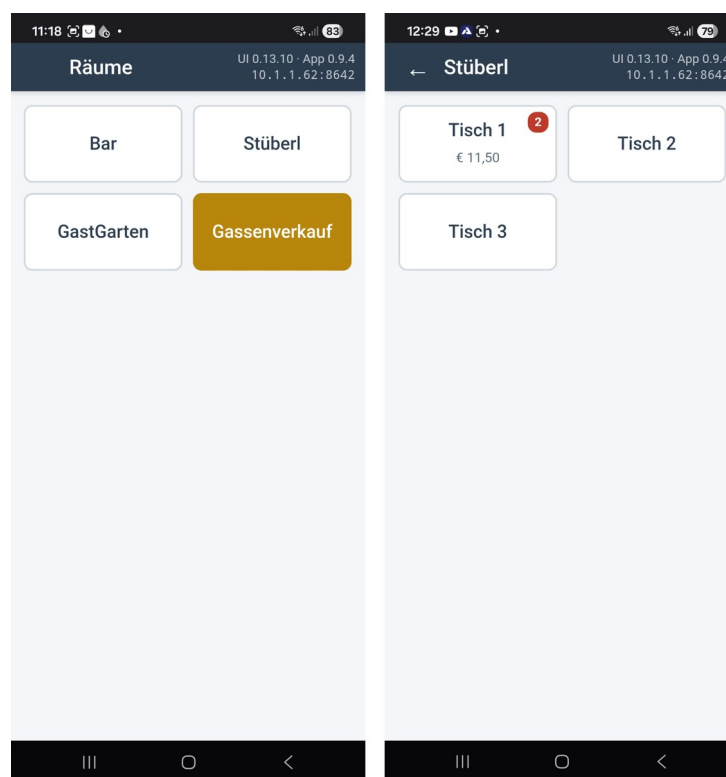 11:18
83
Räume
UI 0.13.10 · App 0.9.4
10.1.1.62:8642
Bar
Stüberl
GastGarten
Gassenverkauf
12:29
79
← Stüberl
UI 0.13.10 · App 0.9.4
10.1.1.62:8642
Tisch 1
2
€ 11,50
Tisch 2
Tisch 3